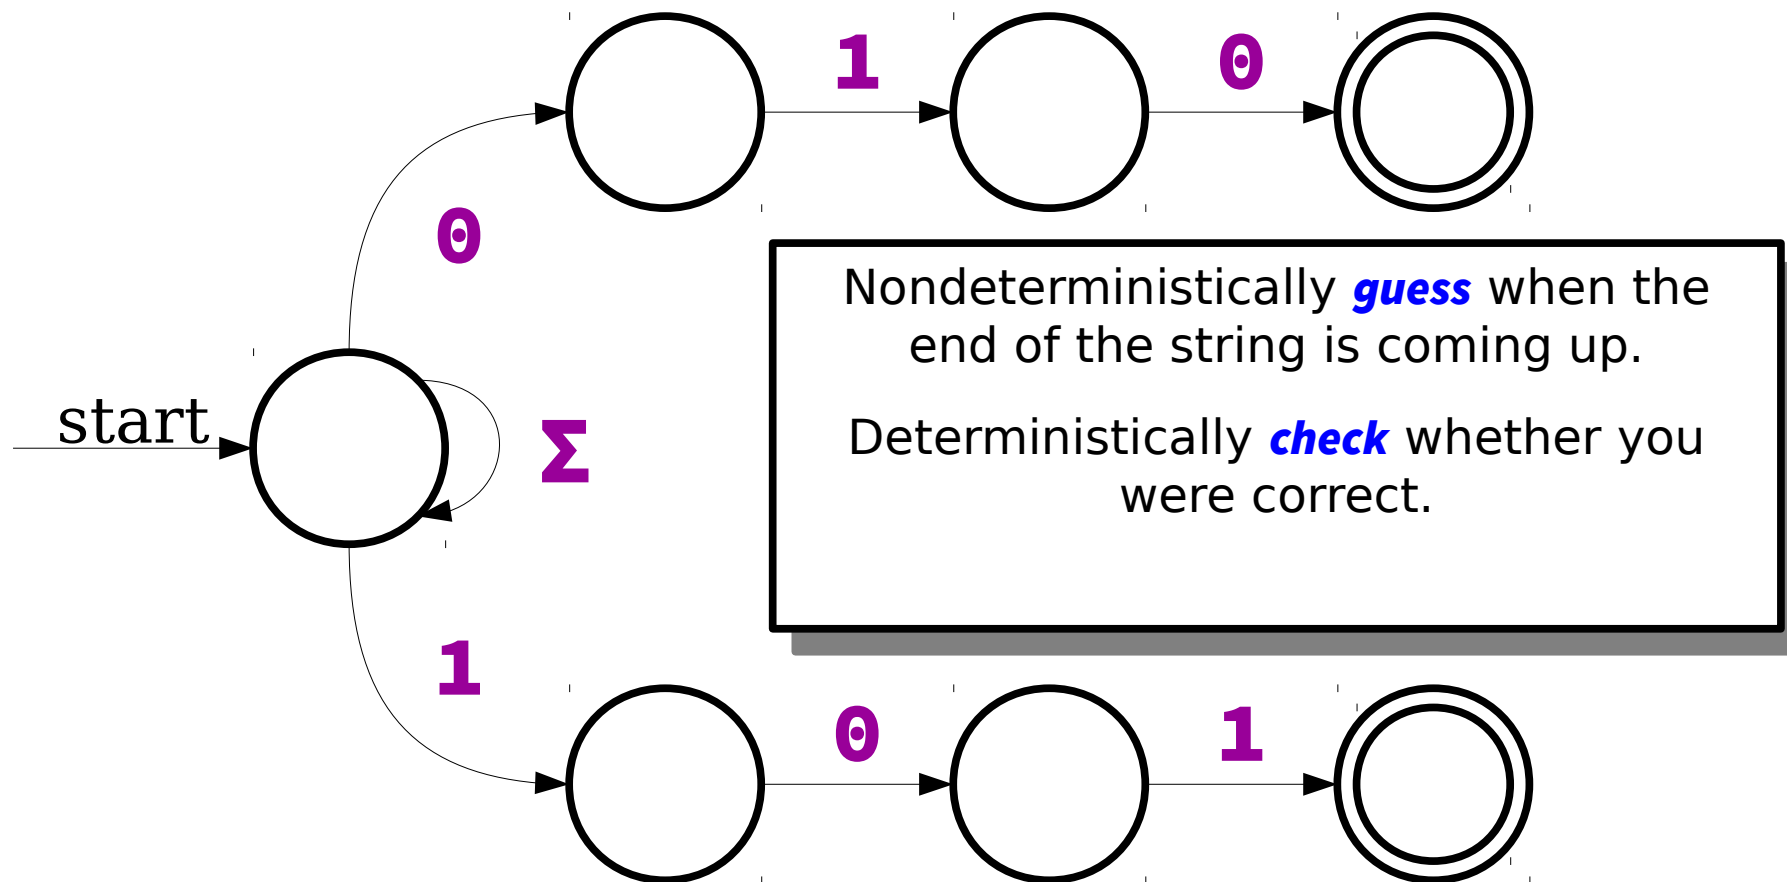 1 0
0
Nondeterministically guess when the
end of the string is coming up.
start
Σ
Deterministically check whether you
were correct.
1
0 1